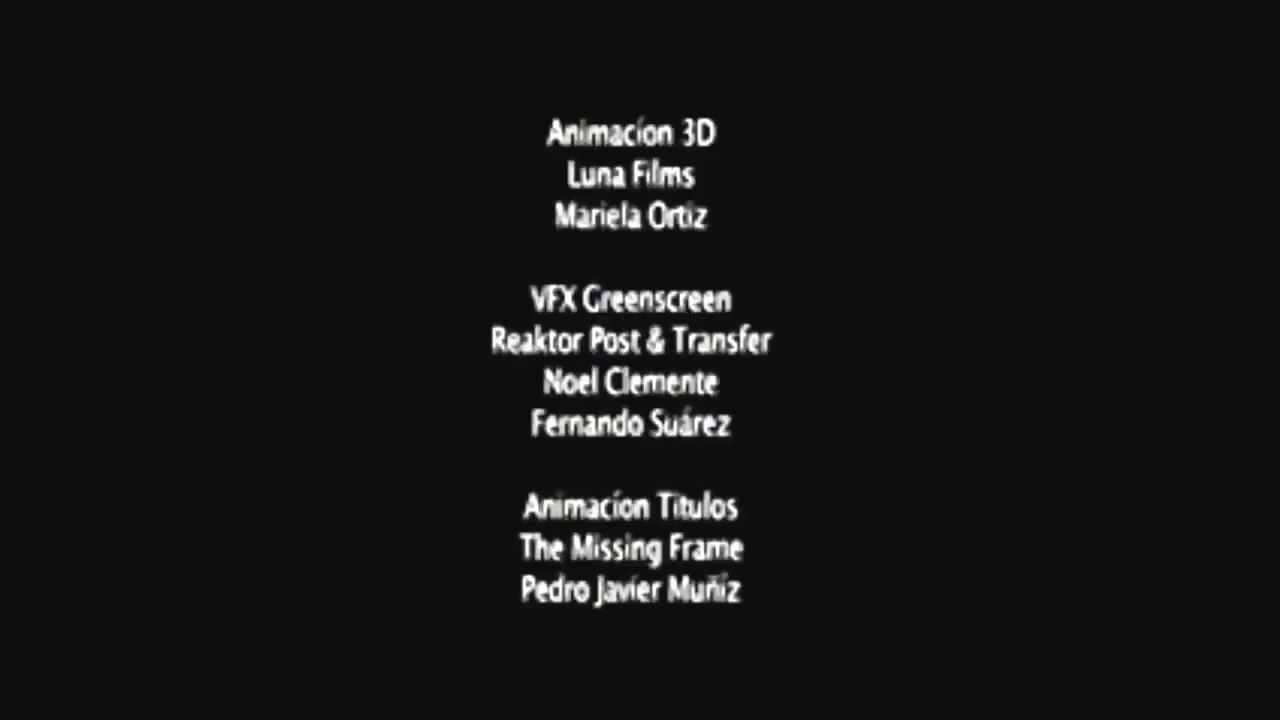 Animacíon 3D
Luna Films
Mariela Ortiz
VFX Greenscreen
Reaktor Post & Transfer
Noel Clemente
Fernando Suárez
Animacíon Titulos
The Missing Frame
Pedro Javier Muñiz